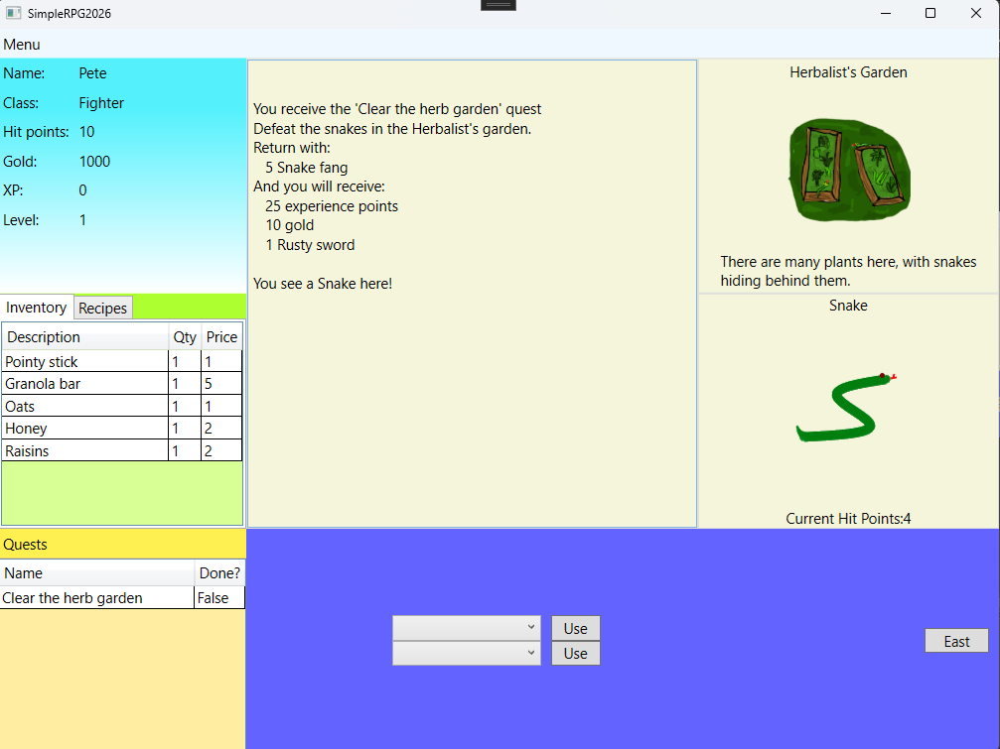 SimpleRPG2026
Menu
Name: Pete
Class: Fighter
Hit points: 10
Gold: 1000
XP: 0
Level: 1
Inventory Recipes
Description Qty Price
Pointy stick 1 1
Granola bar 1 5
Oats 1 1
Honey 1 2
Raisins 1 2
Quests
Name Done?
Clear the herb garden False
You receive the 'Clear the herb garden' quest
Defeat the snakes in the Herbalist's garden.
Return with:
5 Snake fang
And you will receive:
25 experience points
10 gold
1 Rusty sword
You see a Snake here!
Herbalist's Garden
There are many plants here, with snakes
hiding behind them.
Snake
Current Hit Points:4
Use
Use
East